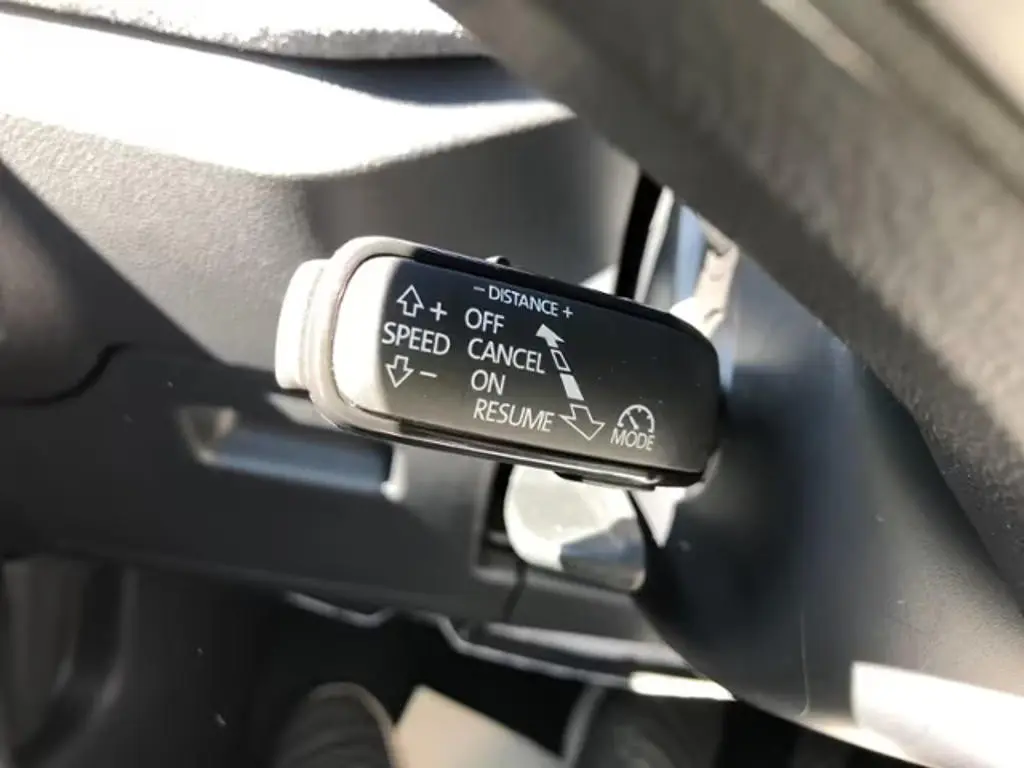 - DISTANCE +
+
OFF
SPEED
CANCEL
-
ON
RESUME
MODE